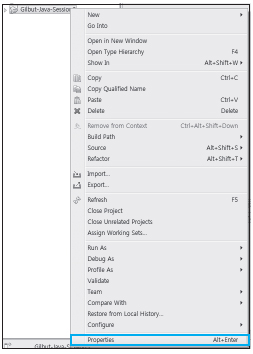 Gilbut-Java-Session
New
Go Into
Open in New Window
Open Type Hierarchy F4
Show In Alt+Shift+W
Copy Ctrl+C
Copy Qualified Name
Paste Ctrl+V
Delete Delete
Remove from Context Ctrl+Alt+Shift+Down
Build Path
Source Alt+Shift+S
Refactor Alt+Shift+T
Import...
Export...
Refresh F5
Close Project
Close Unrelated Projects
Assign Working Sets...
Run As
Debug As
Profile As
Validate
Team
Compare With
Restore from Local History...
Configure
Properties Alt+Enter